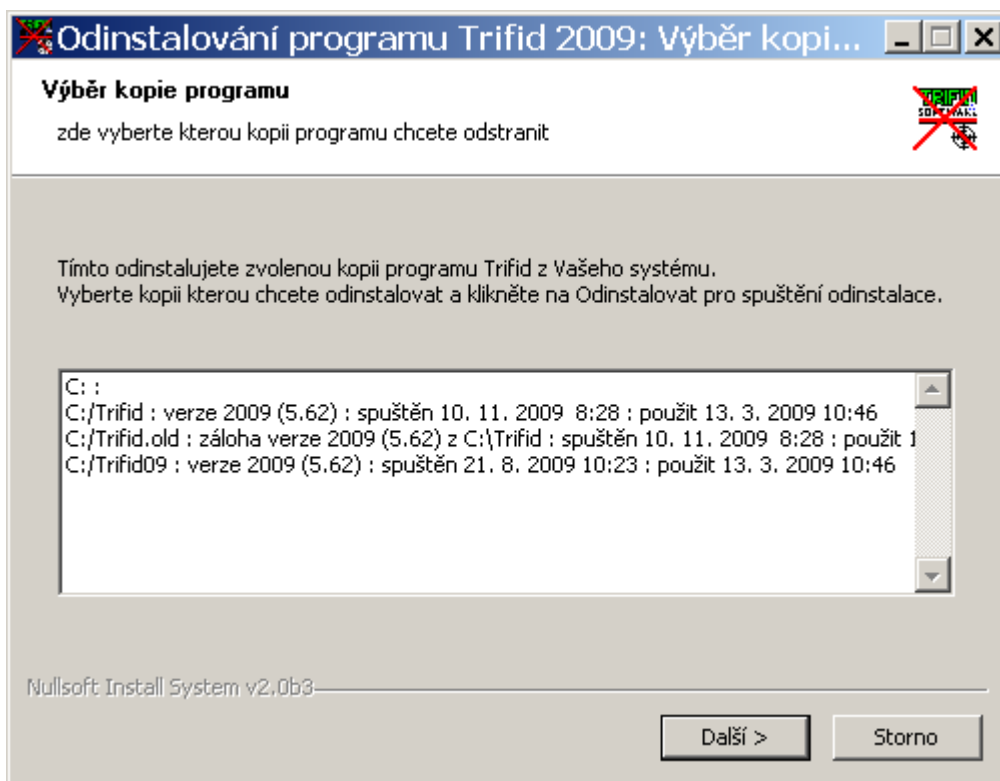 Odinstalování programu Trifid 2009: Výběr kopi...
Výběr kopie programu
zde vyberte kterou kopii programu chcete odstranit
TRIFID
SOFTWARE
Tímto odinstalujete zvolenou kopii programu Trifid z Vašeho systému.
Vyberte kopii kterou chcete odinstalovat a klikněte na Odinstalovat pro spuštění odinstalace.
C: :
C:/Trifid : verze 2009 (5.62) : spuštěn 10. 11. 2009  8:28 : použit 13. 3. 2009 10:46
C:/Trifid.old : záloha verze 2009 (5.62) z C:\Trifid : spuštěn 10. 11. 2009  8:28 : použit 1
C:/Trifid09 : verze 2009 (5.62) : spuštěn 21. 8. 2009 10:23 : použit 13. 3. 2009 10:46
Nullsoft Install System v2.0b3
Další >
Storno